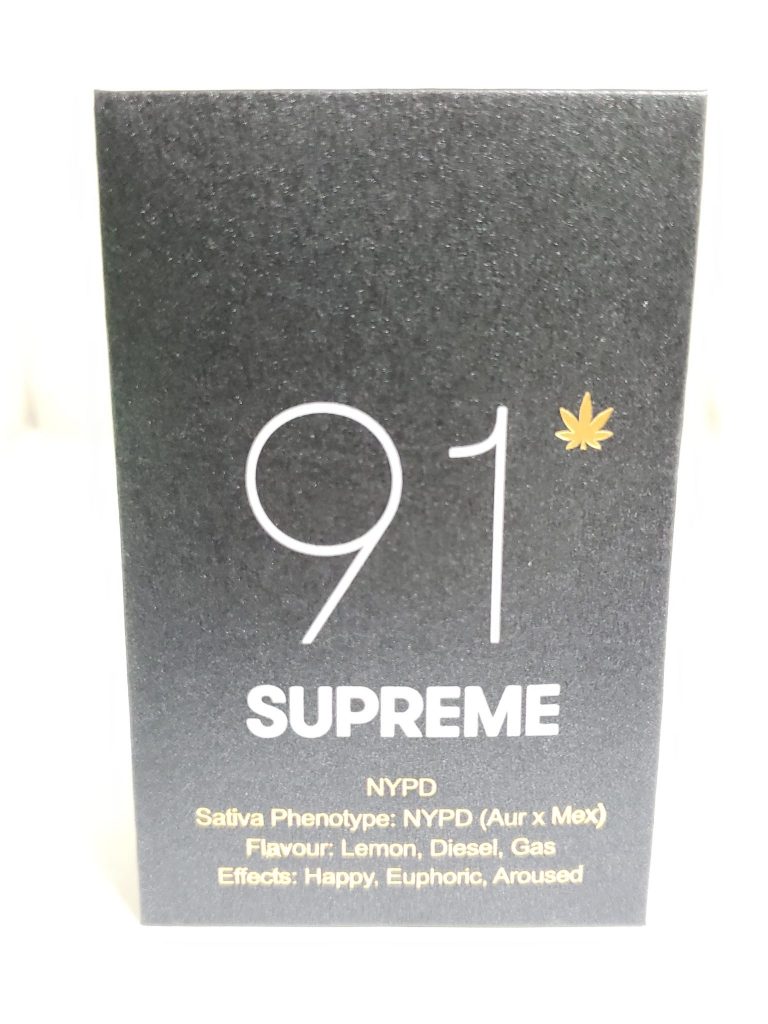 91
SUPREME
NYPD
Sativa Phenotype: NYPD (Aur x Mex)
Flavour: Lemon, Diesel, Gas
Effects: Happy, Euphoric, Aroused